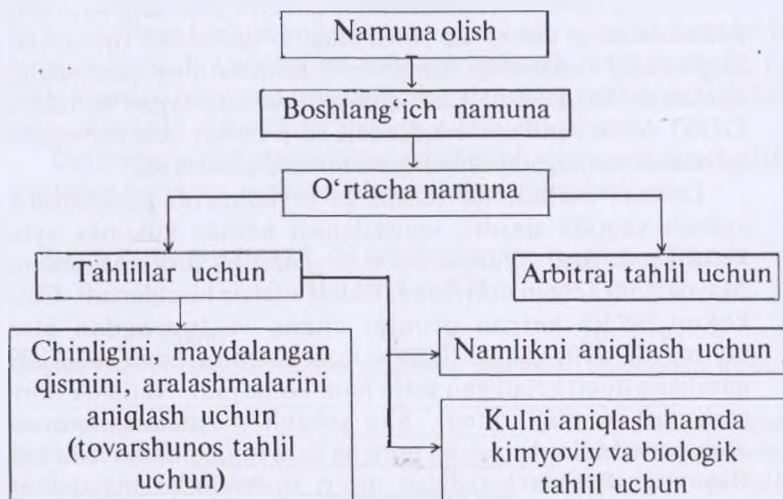 Namuna olish
Boshlang‘ich namuna
O‘rtacha namuna
Tahlillar uchun
Arbitraj tahlil uchun
Chinligini, maydalangan
qismini, aralashmalarini
aniqlash uchun
(tovarshunos tahlil
uchun)
Namlikni aniqliash uchun
Kulni aniqlash hamda
kimyoviy va biologik
tahlil uchun